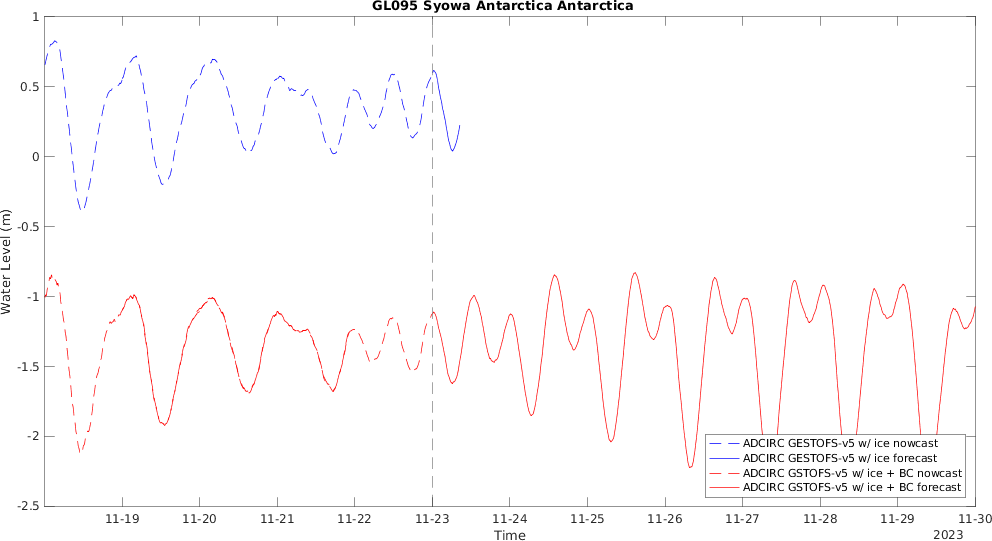 GL095 Syowa Antarctica Antarctica
Water Level (m)
1
0.5
0
-0.5
-1
-1.5
-2
-2.5
ADCIRC GESTOFS-v5 w/ ice nowcast
ADCIRC GESTOFS-v5 w/ ice forecast
ADCIRC GSTOFS-v5 w/ ice + BC nowcast
ADCIRC GSTOFS-v5 w/ ice + BC forecast
11-19 11-20 11-21 11-22 11-23 11-24 11-25 11-26 11-27 11-28 11-29 11-30
Time
2023